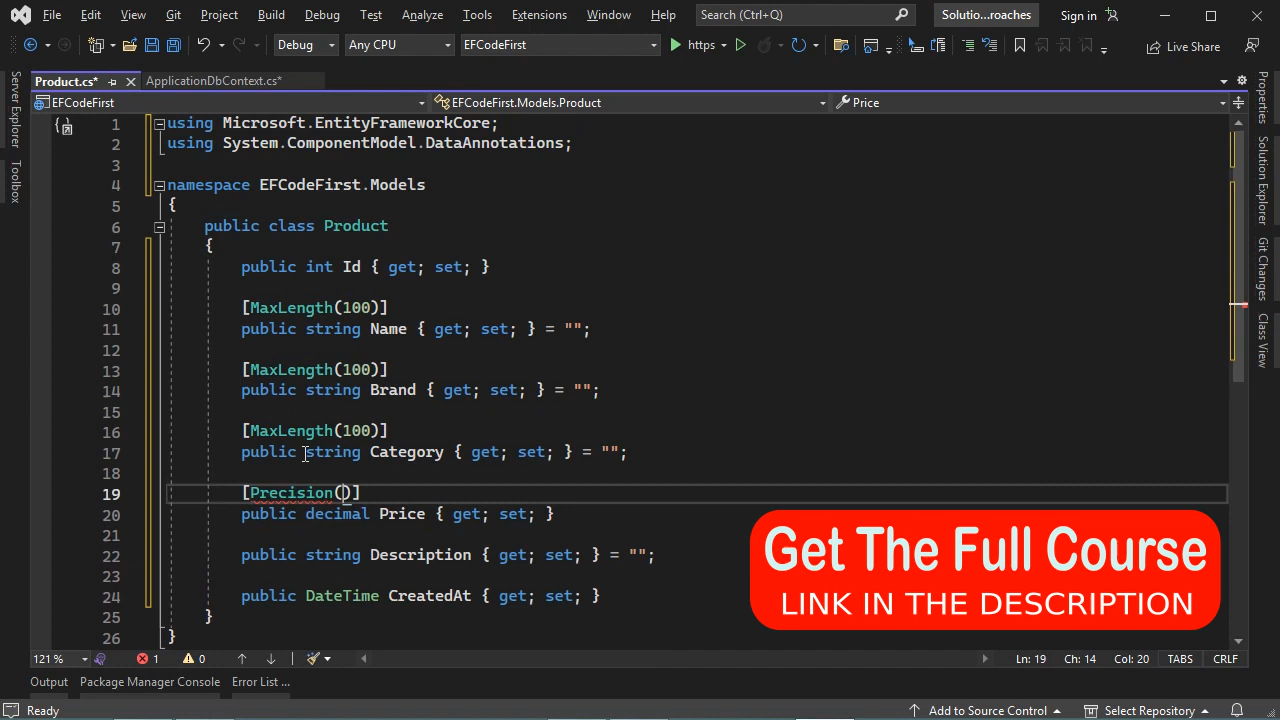 File Edit View Git Project Build Debug Test Analyze Tools Extensions Window Help Search (Ctrl+Q) Solutio...roaches Sign in
Debug Any CPU EFCodeFirst https Live Share
Product.cs* ApplicationDbContext.cs*
EFCodeFirst EFCodeFirst.Models.Product Price
1 using Microsoft.EntityFrameworkCore;
2 using System.ComponentModel.DataAnnotations;
3
4 namespace EFCodeFirst.Models
5 {
6 public class Product
7 {
8 public int Id { get; set; }
9
10 [MaxLength(100)]
11 public string Name { get; set; } = "";
12
13 [MaxLength(100)]
14 public string Brand { get; set; } = "";
15
16 [MaxLength(100)]
17 public string Category { get; set; } = "";
18
19 [Precision()]
20 public decimal Price { get; set; }
21
22 public string Description { get; set; } = "";
23
24 public DateTime CreatedAt { get; set; }
25 }
26 }
Server Explorer
Toolbox
Properties
Solution Explorer
Git Changes
Class View
Get The Full Course
LINK IN THE DESCRIPTION
121 % 1 0 Ln: 19 Ch: 14 Col: 20 TABS CRLF
Output Package Manager Console Error List ...
Ready Add to Source Control Select Repository